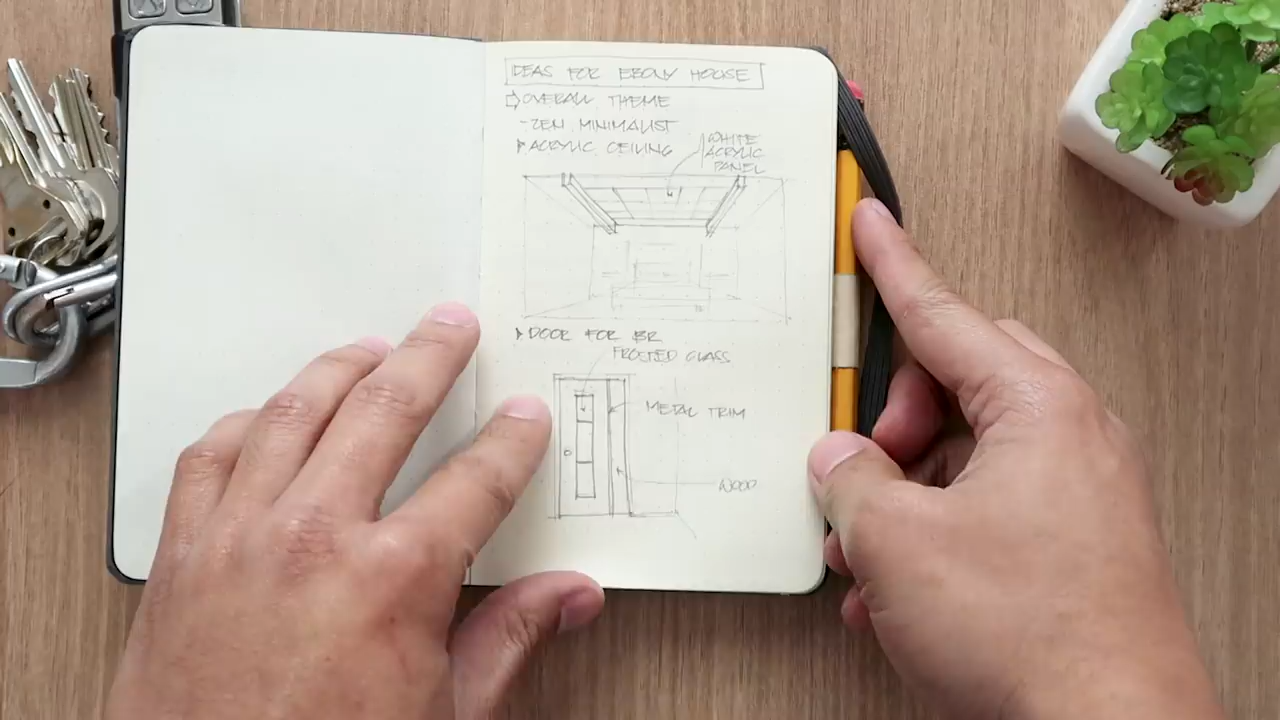 IDEAS FOR EBONY HOUSE
OVERALL THEME
- ZEN MINIMALIST
ACRYLIC CEILING
WHITE
ACRYLIC
PANEL
DOOR FOR BR
FROSTED GLASS
METAL TRIM
WOOD